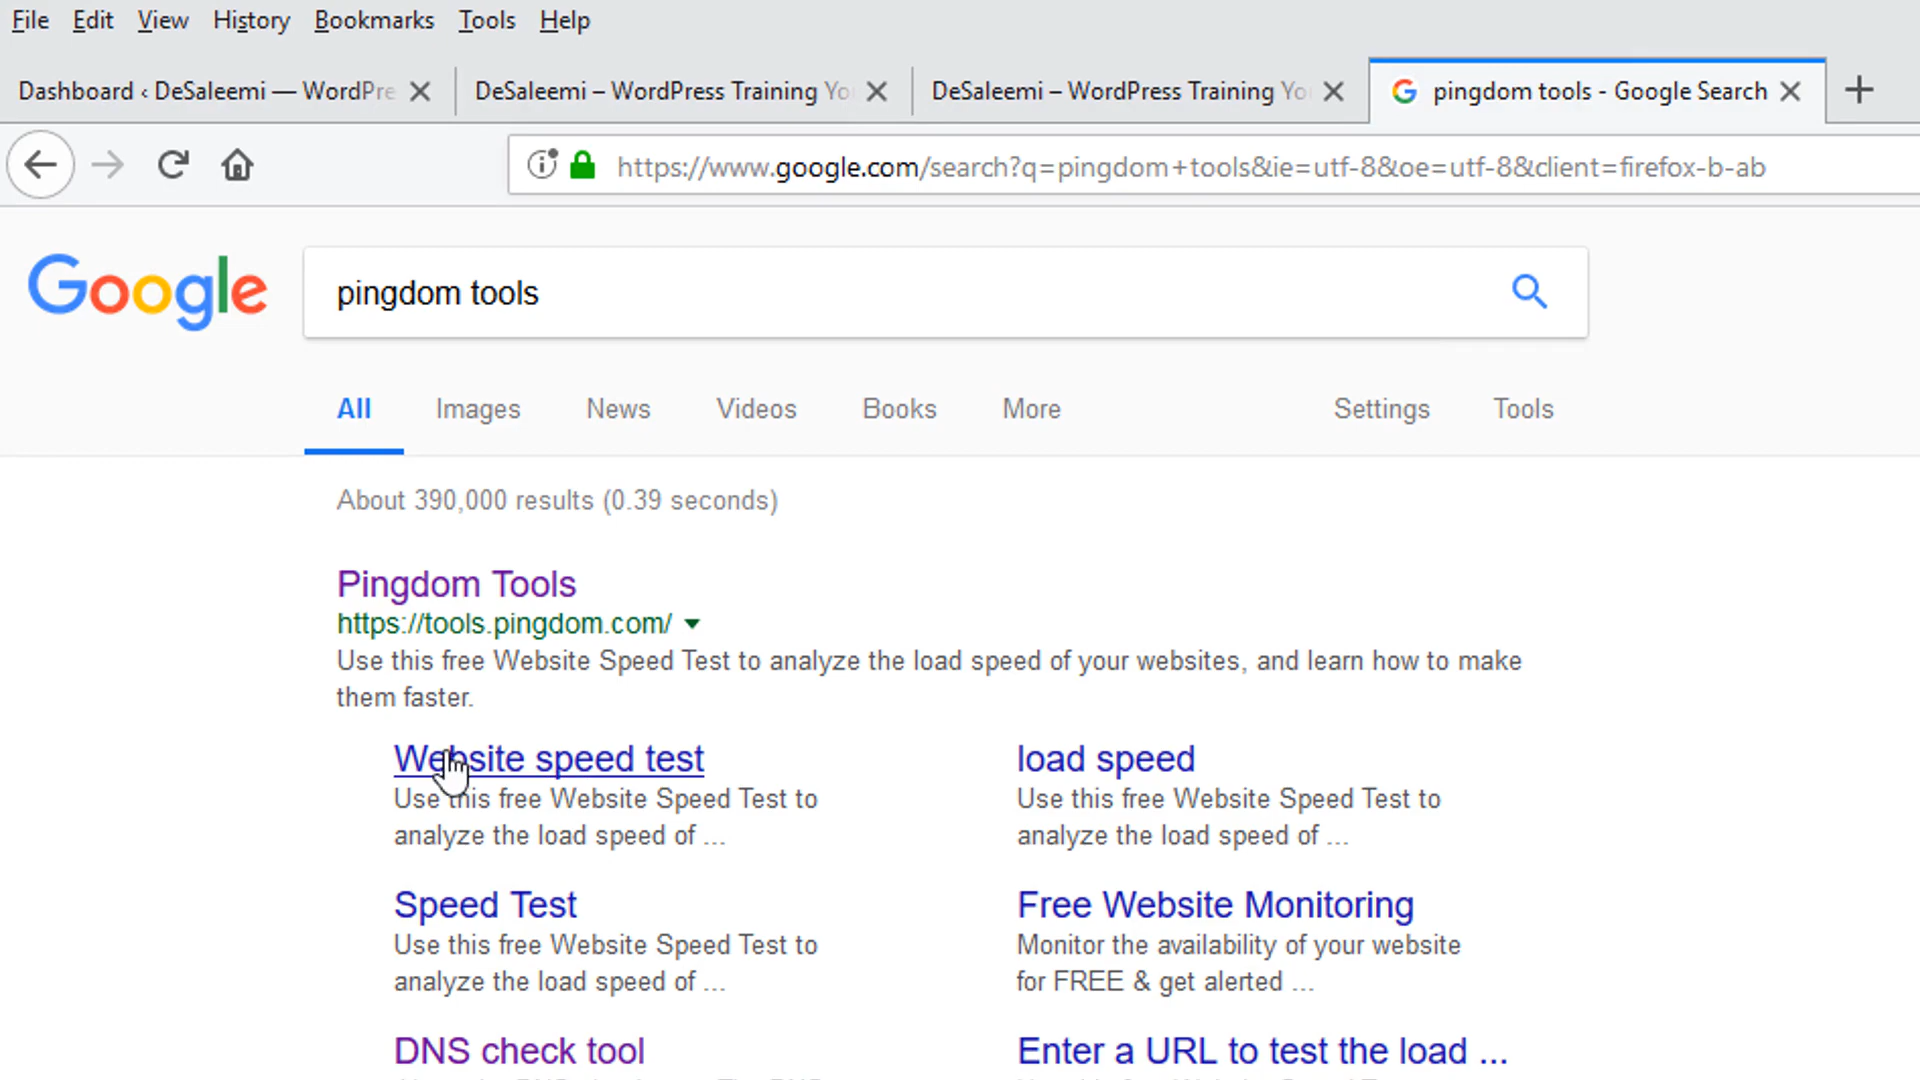 File Edit View History Bookmarks Tools Help
Dashboard ‹ DeSaleemi — WordPre DeSaleemi – WordPress Training Yo DeSaleemi – WordPress Training Yo pingdom tools - Google Search
https://www.google.com/search?q=pingdom+tools&ie=utf-8&oe=utf-8&client=firefox-b-ab
Google pingdom tools
All Images News Videos Books More Settings Tools
About 390,000 results (0.39 seconds)
Pingdom Tools
https://tools.pingdom.com/
Use this free Website Speed Test to analyze the load speed of your websites, and learn how to make
them faster.
Website speed test
Use this free Website Speed Test to
analyze the load speed of ...
load speed
Use this free Website Speed Test to
analyze the load speed of ...
Speed Test
Use this free Website Speed Test to
analyze the load speed of ...
Free Website Monitoring
Monitor the availability of your website
for FREE & get alerted ...
DNS check tool
Enter a URL to test the load ...